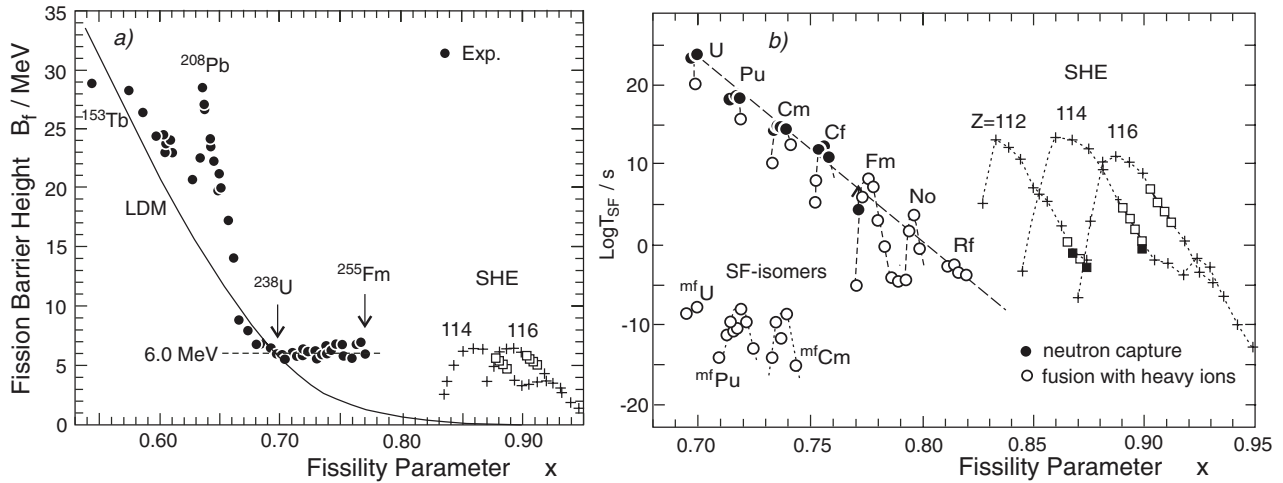 a)
Exp.
208Pb
153Tb
LDM
238U
255Fm
6.0 MeV
SHE
114 116
Fission Barrier Height Bf / MeV
35
30
25
20
15
10
5
0
0.60 0.70 0.80 0.90
Fissility Parameter x
b)
U
Pu
Cm
Cf
Fm
No
Rf
SHE
Z=112 114 116
SF-isomers
mfU
mfPu
mfCm
neutron capture
fusion with heavy ions
LogTSF / s
20
10
0
-10
-20
0.70 0.75 0.80 0.85 0.90 0.95
Fissility Parameter x